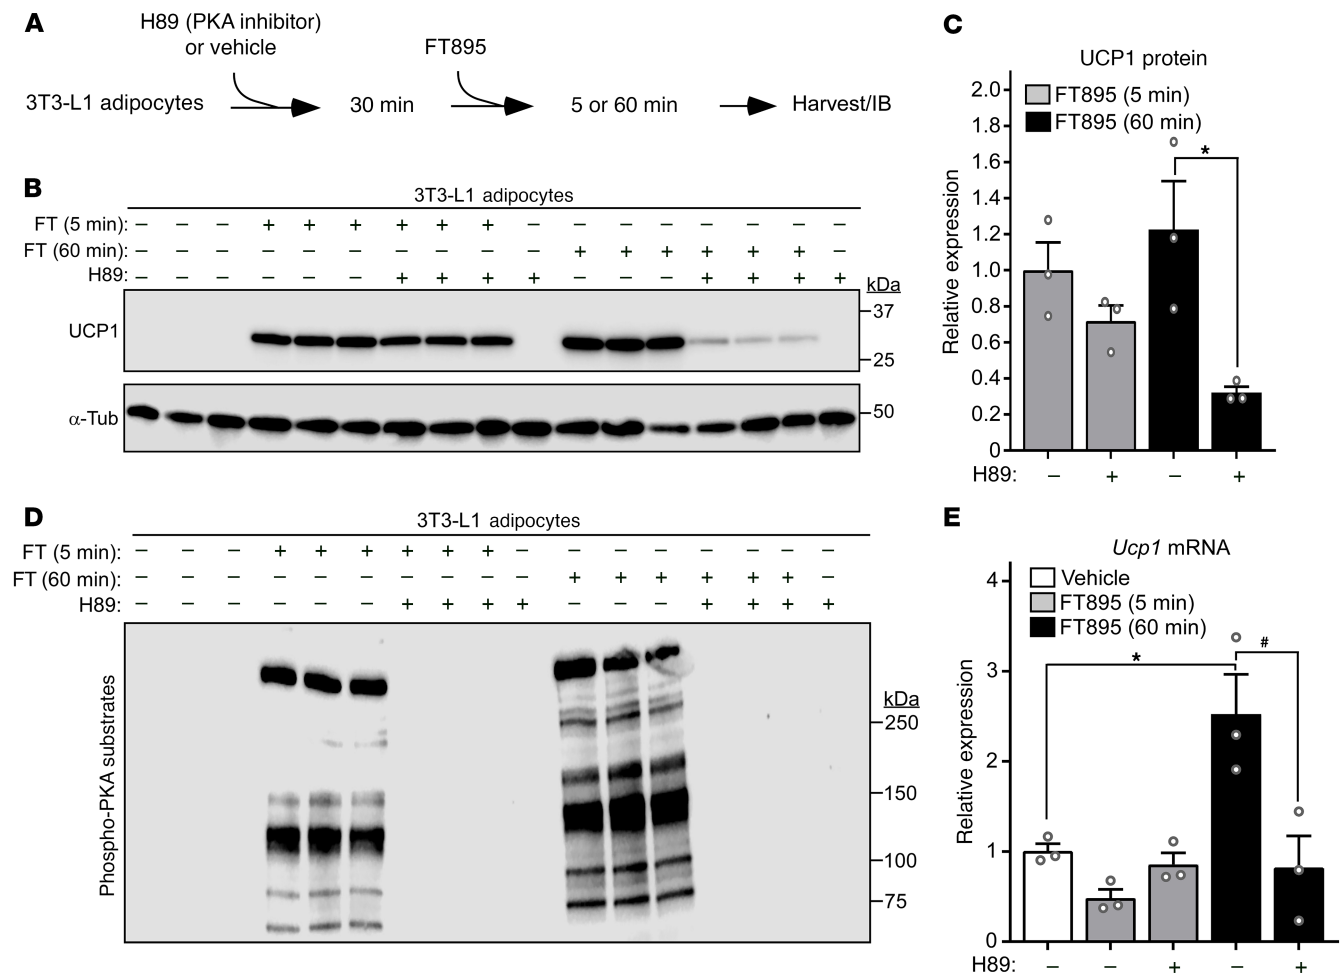 A
H89 (PKA inhibitor)
or vehicle
FT895
3T3-L1 adipocytes
30 min
5 or 60 min
Harvest/IB
B
3T3-L1 adipocytes
FT (5 min): – – – + + + + + + – – – – – – – –
FT (60 min): – – – – – – – – – – + + + + + + –
H89: – – – – – – + + + + – – – + + + +
kDa
UCP1
37
25
α-Tub
50
C
UCP1 protein
FT895 (5 min)
FT895 (60 min)
Relative expression
2.0
1.8
1.6
1.4
1.2
1.0
0.8
0.6
0.4
0.2
0
*
H89: – + – +
D
3T3-L1 adipocytes
FT (5 min): – – – + + + + + + – – – – – – – –
FT (60 min): – – – – – – – – – – + + + + + + –
H89: – – – – – – + + + + – – – + + + +
Phospho-PKA substrates
kDa
250
150
100
75
E
Ucp1 mRNA
Vehicle
FT895 (5 min)
FT895 (60 min)
Relative expression
4
3
2
1
0
*
#
H89: – – + – +